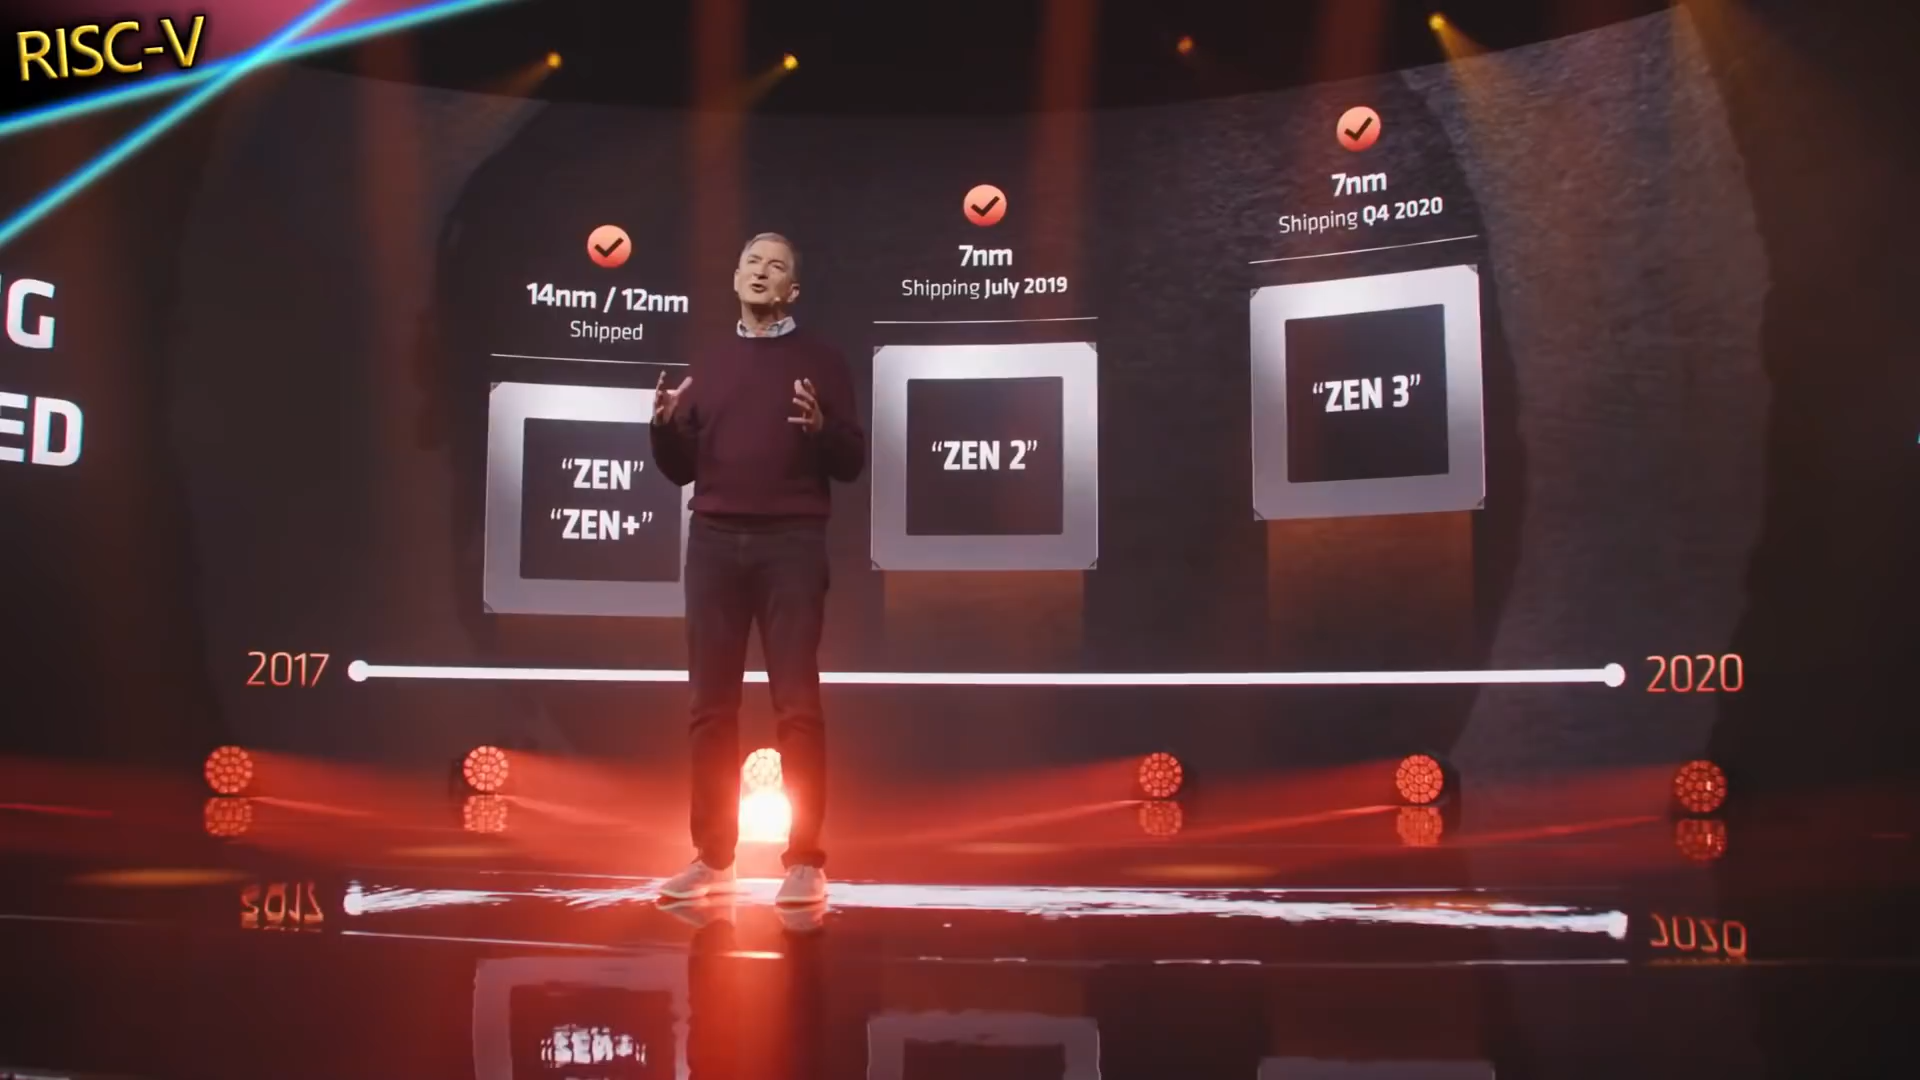 RISC-V
14nm / 12nm
Shipped
"ZEN"
"ZEN+"
7nm
Shipping July 2019
"ZEN 2"
7nm
Shipping Q4 2020
"ZEN 3"
2017
2020